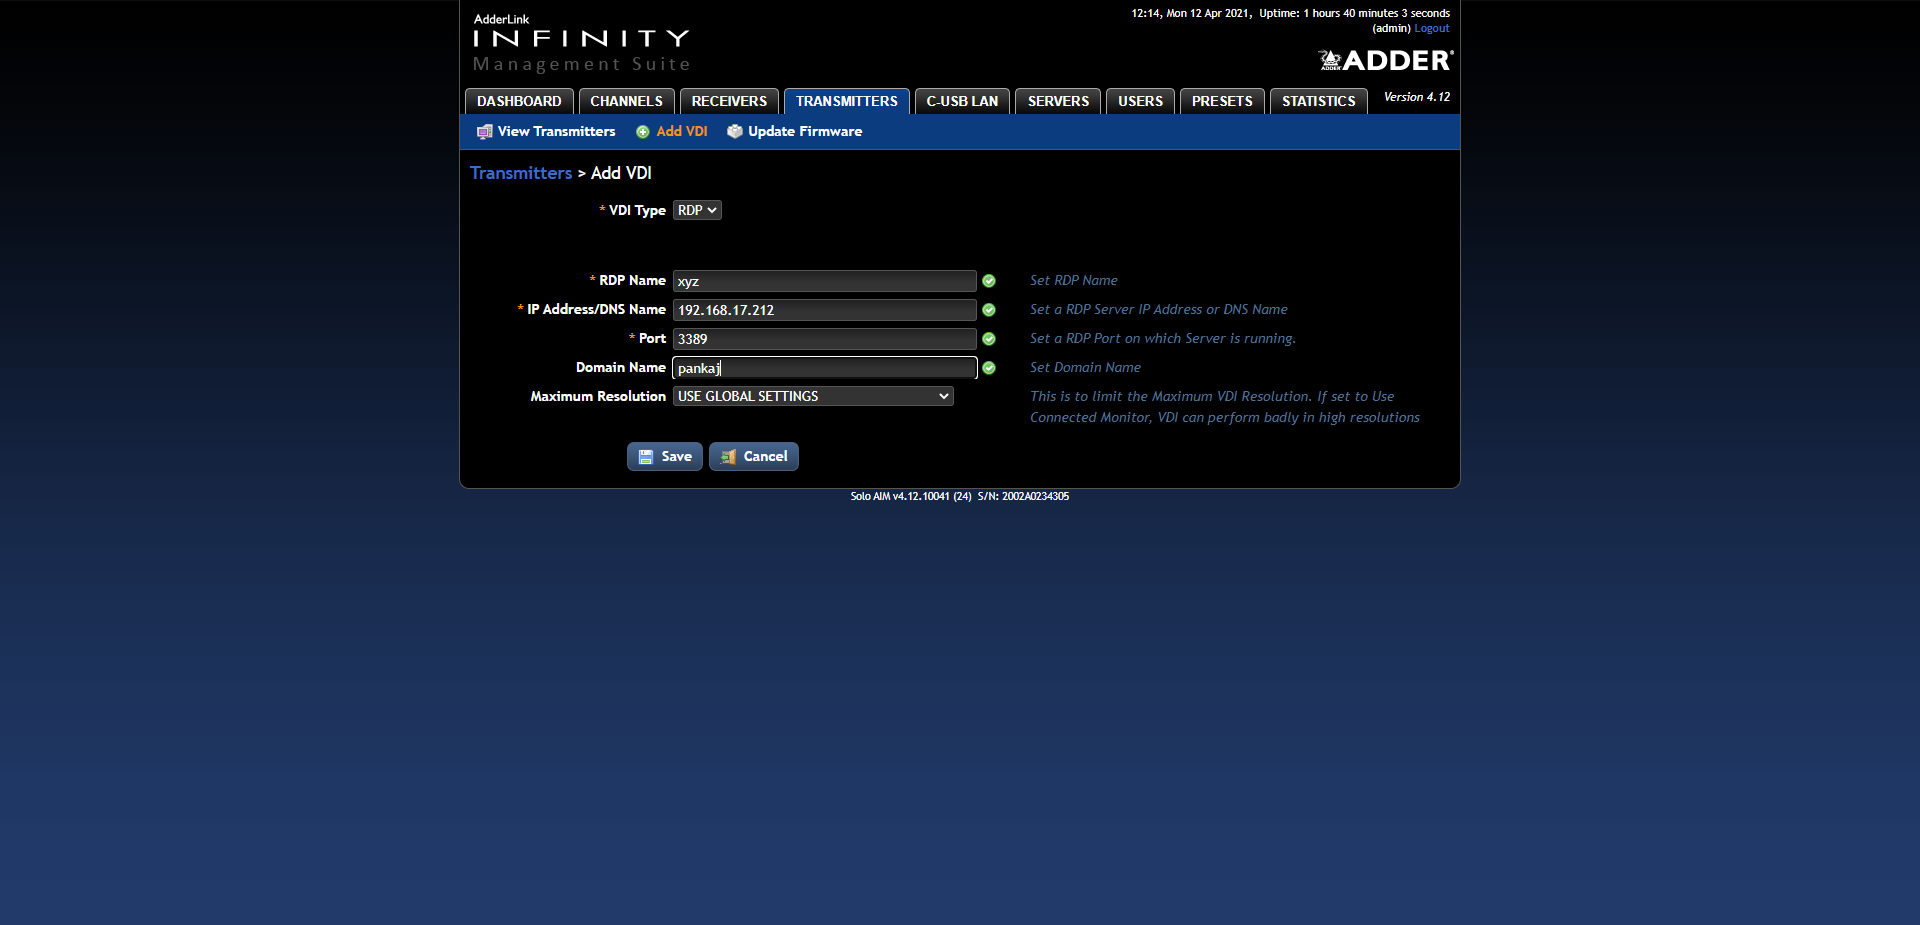 AdderLink
INFINITY
Management Suite
12:14, Mon 12 Apr 2021, Uptime: 1 hours 40 minutes 3 seconds
(admin) Logout
ADDER
ADDER®
DASHBOARD CHANNELS RECEIVERS TRANSMITTERS C-USB LAN SERVERS USERS PRESETS STATISTICS Version 4.12
View Transmitters Add VDI Update Firmware
Transmitters > Add VDI
* VDI Type RDP
* RDP Name xyz Set RDP Name
* IP Address/DNS Name 192.168.17.212 Set a RDP Server IP Address or DNS Name
* Port 3389 Set a RDP Port on which Server is running.
Domain Name pankaj Set Domain Name
Maximum Resolution USE GLOBAL SETTINGS This is to limit the Maximum VDI Resolution. If set to Use
Connected Monitor, VDI can perform badly in high resolutions
Save Cancel
Solo AIM v4.12.10041 (24) S/N: 2002A0234305